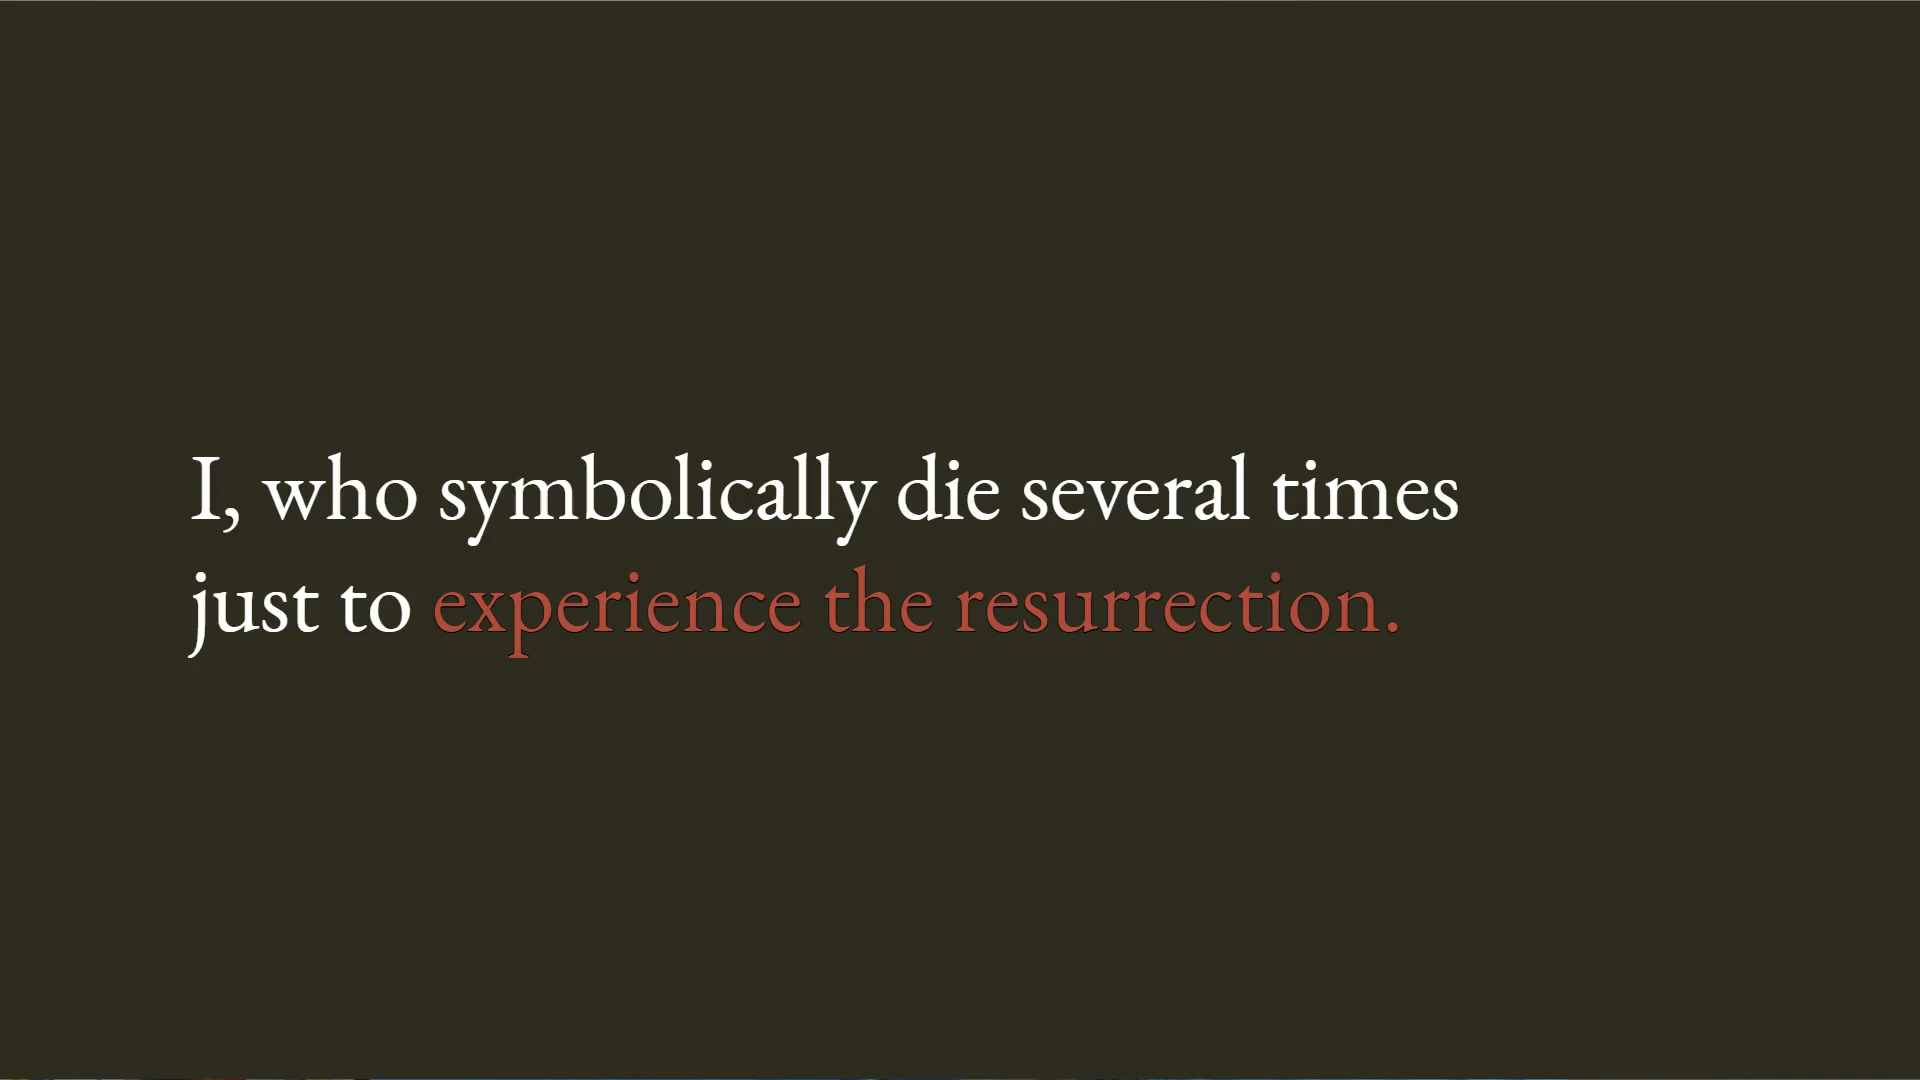 I, who symbolically die several times
just to experience the resurrection.